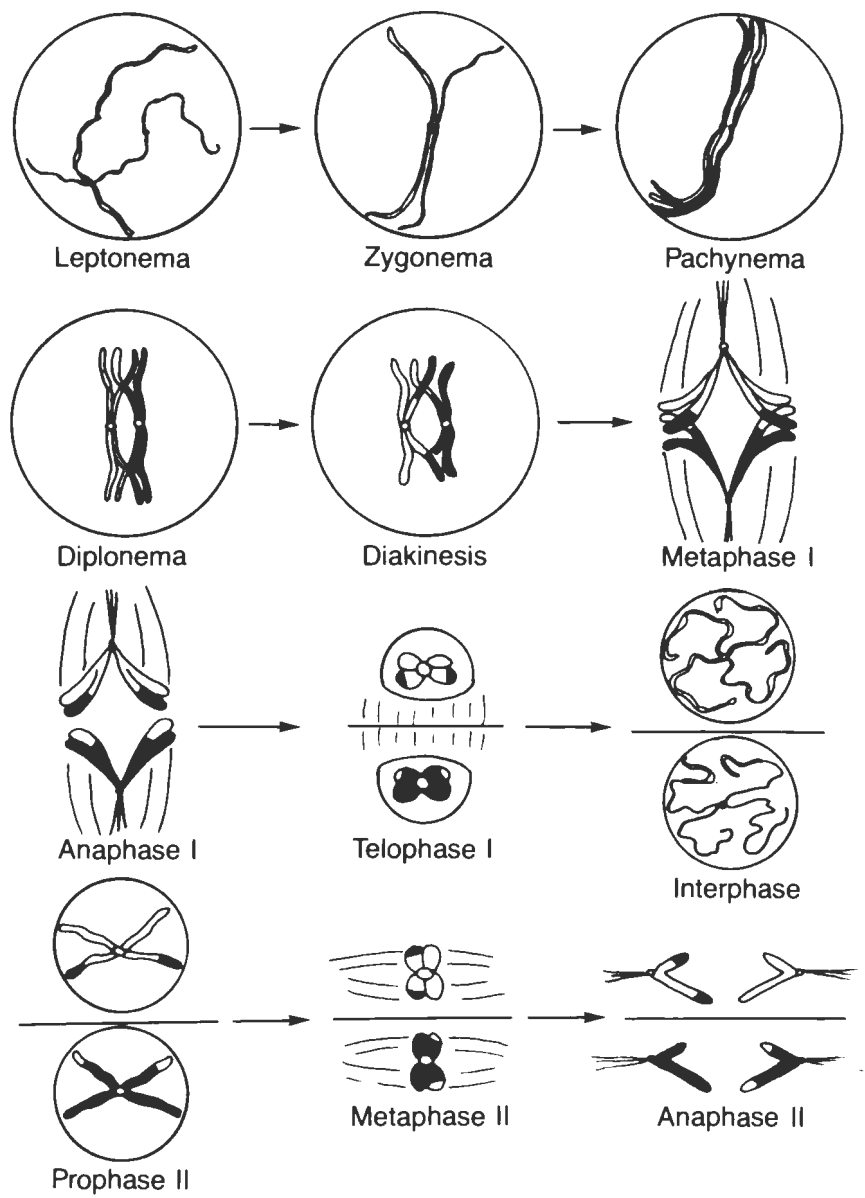 Leptonema
Zygonema
Pachynema
Diplonema
Diakinesis
Metaphase I
Anaphase I
Telophase I
Interphase
Prophase II
Metaphase II
Anaphase II